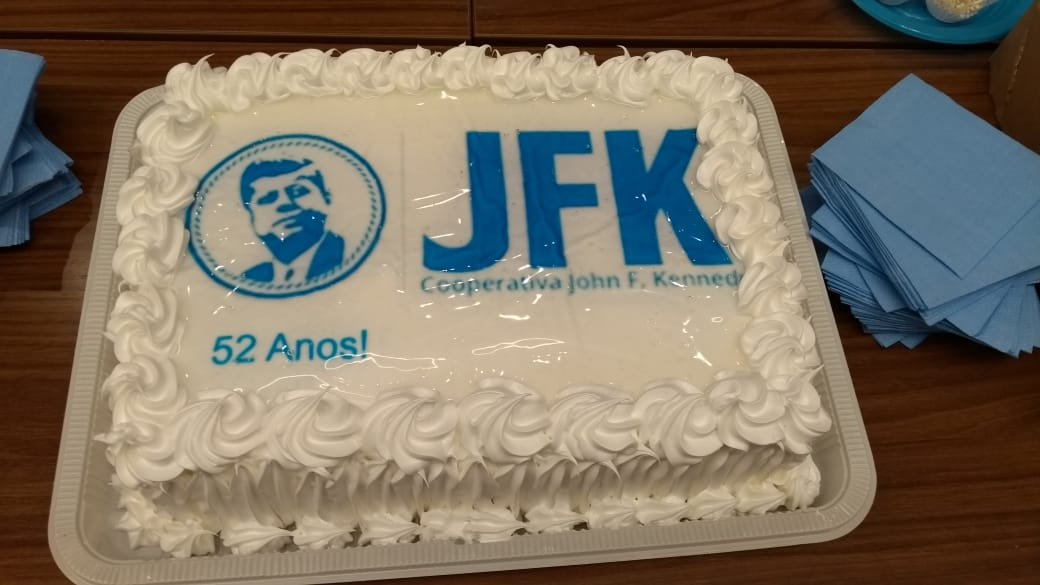 JFK
Cooperativa John F. Kenned
52 Anos!